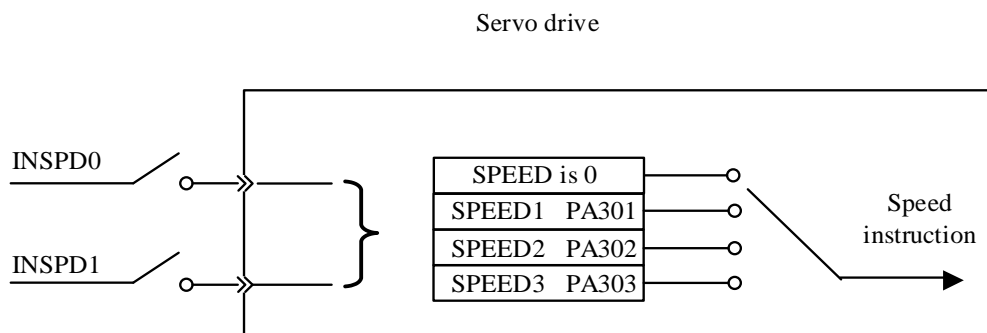 Servo drive
INSPD0
SPEED is 0
SPEED1 PA301
SPEED2 PA302
SPEED3 PA303
INSPD1
Speed
instruction